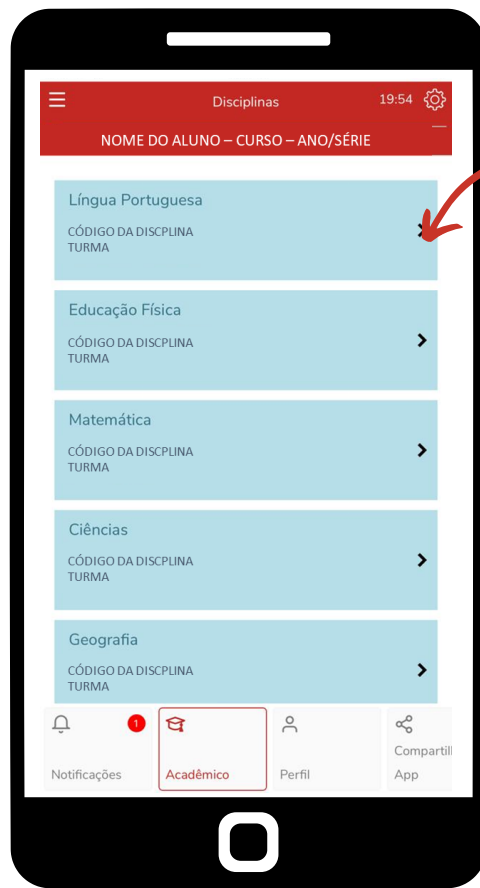 Disciplinas 19:54
NOME DO ALUNO – CURSO – ANO/SÉRIE
Língua Portuguesa
CÓDIGO DA DISCPLINA
TURMA
Educação Física
CÓDIGO DA DISCPLINA
TURMA
Matemática
CÓDIGO DA DISCPLINA
TURMA
Ciências
CÓDIGO DA DISCPLINA
TURMA
Geografia
CÓDIGO DA DISCPLINA
TURMA
1
Notificações
Acadêmico
Perfil
Compartil
App